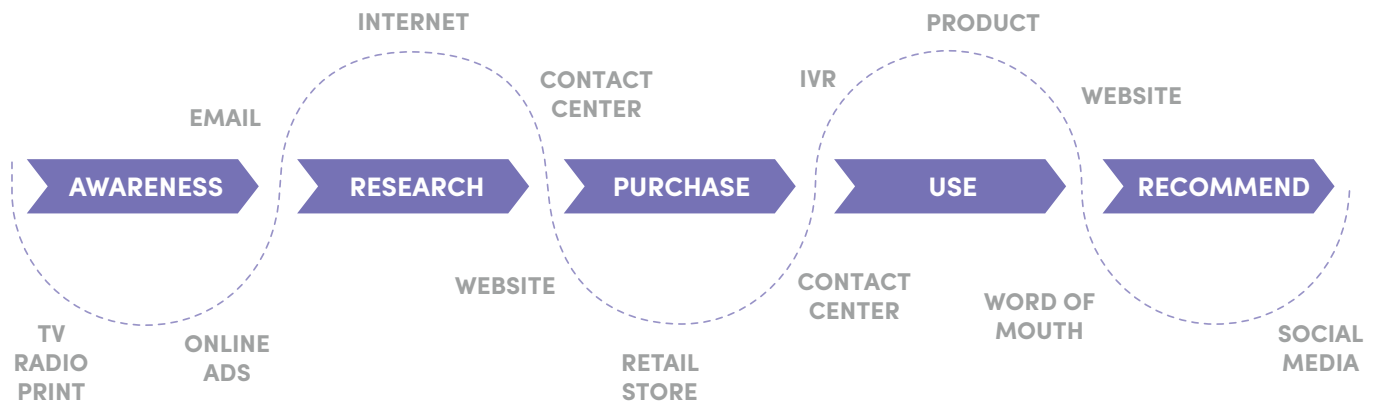 INTERNET
PRODUCT
CONTACT
CENTER
IVR
WEBSITE
EMAIL
AWARENESS
RESEARCH
PURCHASE
USE
RECOMMEND
WEBSITE
CONTACT
CENTER
WORD OF
MOUTH
TV
RADIO
PRINT
ONLINE
ADS
RETAIL
STORE
SOCIAL
MEDIA